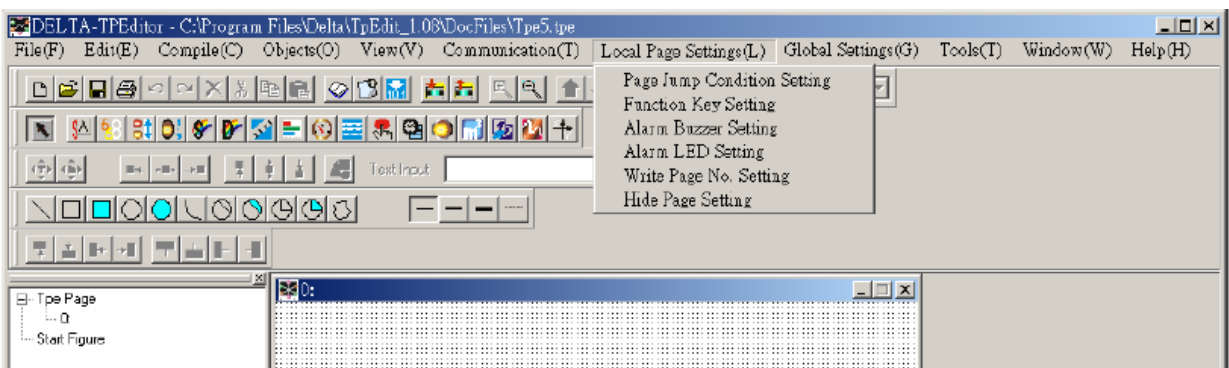 DELTA-TPEditor - C:\Program Files\Delta\TpEdit_1.08\DocFiles\Tpe5.tpe
File(F) Edit(E) Compile(C) Objects(O) View(V) Communication(T) Local Page Settings(L) Global Settings(G) Tools(T) Window(W) Help(H)
Page Jump Condition Setting
Function Key Setting
Alarm Buzzer Setting
Alarm LED Setting
Write Page No. Setting
Hide Page Setting
Text Input
0:
Tpe Page
0:
Start Figure